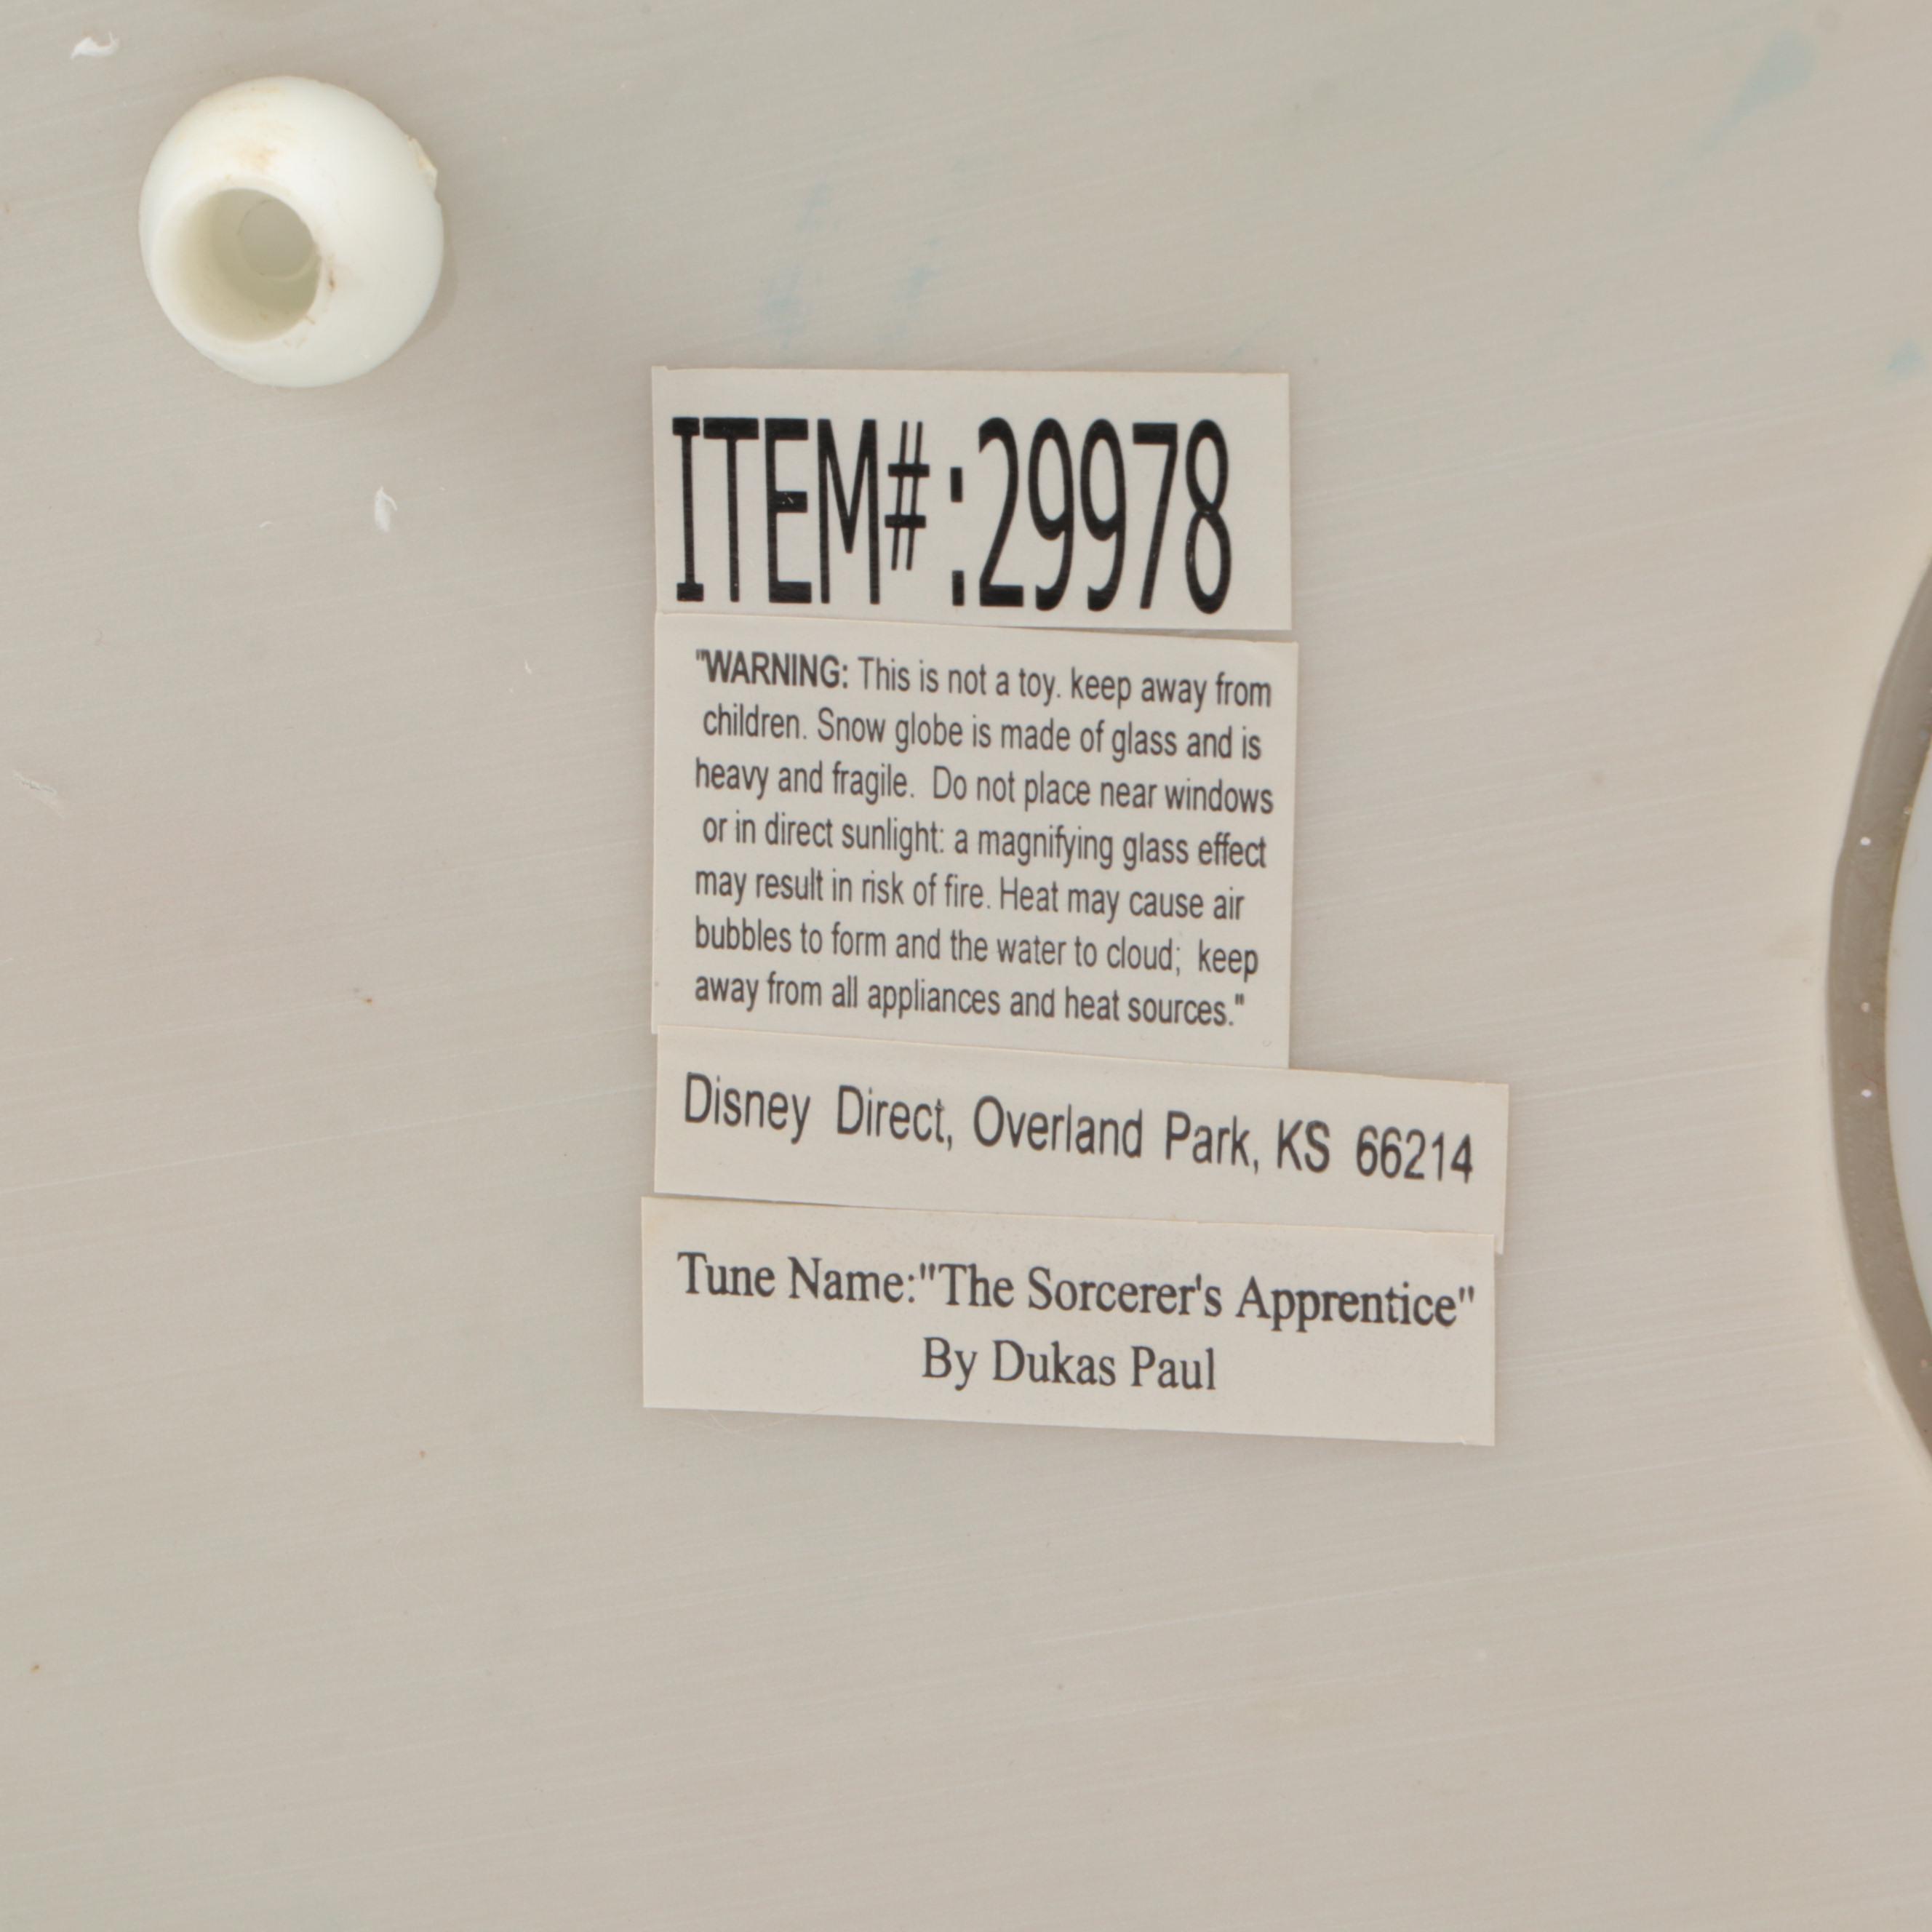 ITEM#:29978
"WARNING: This is not a toy. keep away from
children. Snow globe is made of glass and is
heavy and fragile. Do not place near windows
or in direct sunlight: a magnifying glass effect
may result in risk of fire. Heat may cause air
bubbles to form and the water to cloud; keep
away from all appliances and heat sources."
Disney Direct, Overland Park, KS 66214
Tune Name:"The Sorcerer's Apprentice"
By Dukas Paul